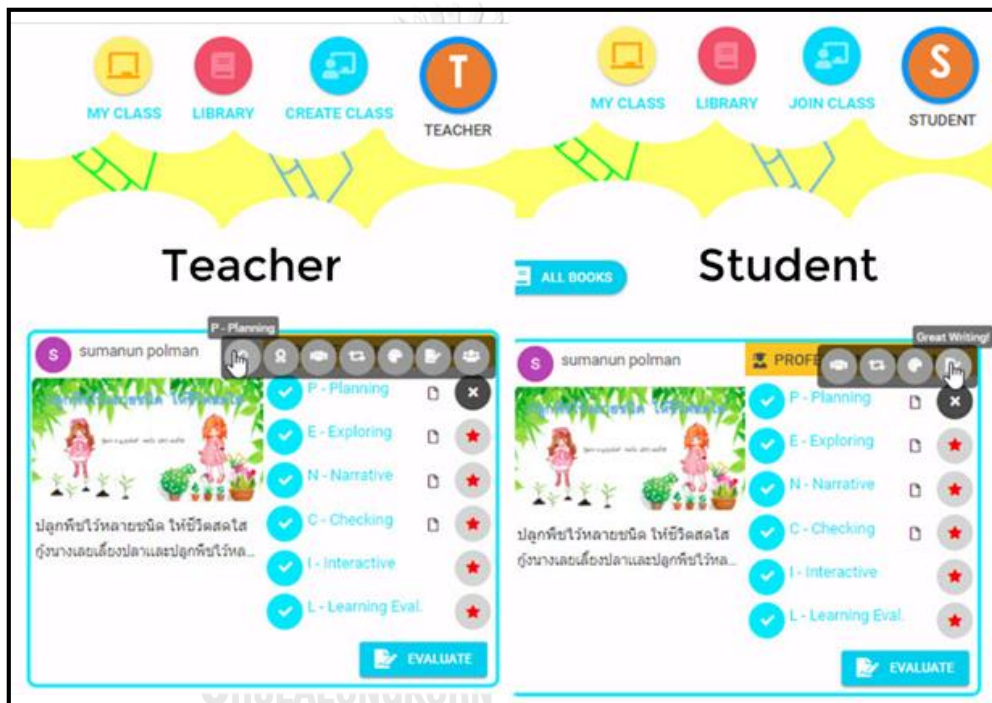 MY CLASS LIBRARY CREATE CLASS TEACHER
T
Teacher
P - Planning
S sumanun polman
P - Planning
E - Exploring
N - Narrative
C - Checking
I - Interactive
L - Learning Eval.
ปลูกพืชไว้หลายชนิด ให้ชีวิตสดใส
กุ้งนางเลยเลี้ยงปลาและปลูกพืชไว้หล...
EVALUATE
MY CLASS LIBRARY JOIN CLASS STUDENT
S
ALL BOOKS
Student
Great Writing!
S sumanun polman
PROFE
P - Planning
E - Exploring
N - Narrative
C - Checking
I - Interactive
L - Learning Eval.
ปลูกพืชไว้หลายชนิด ให้ชีวิตสดใส
กุ้งนางเลยเลี้ยงปลาและปลูกพืชไว้หล...
EVALUATE